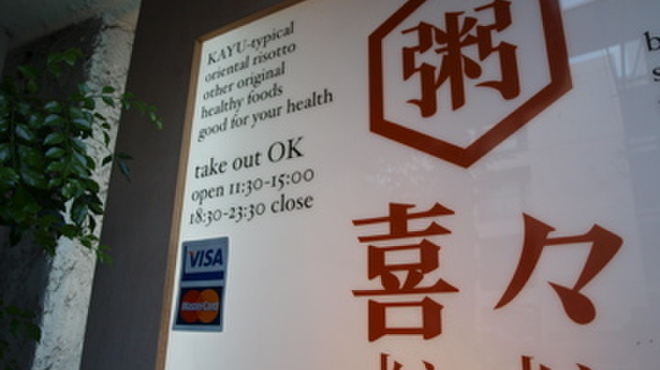 KAYU-typical
oriental risotto
other original
healthy foods
good for your health
take out OK
open 11:30-15:00
18:30-23:30 close
VISA
MasterCard
粥
喜々